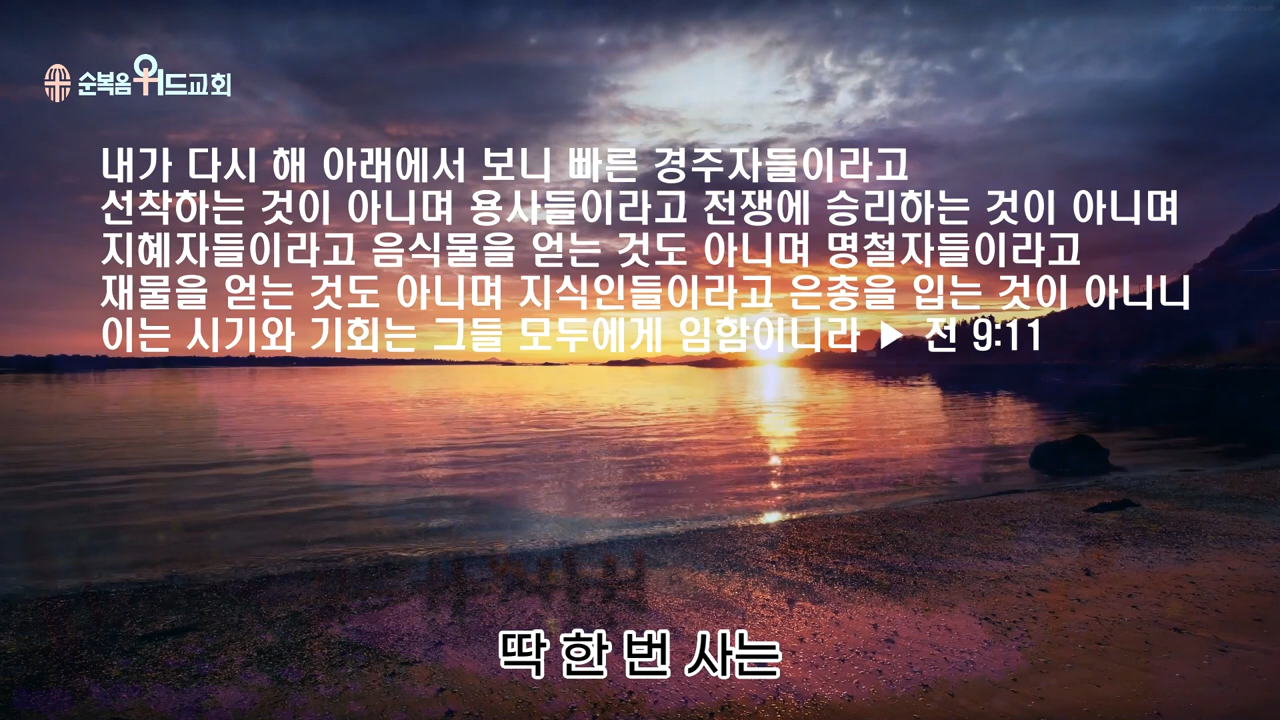 순복음워드교회
내가 다시 해 아래에서 보니 빠른 경주자들이라고
선착하는 것이 아니며 용사들이라고 전쟁에 승리하는 것이 아니며
지혜자들이라고 음식물을 얻는 것도 아니며 명철자들이라고
재물을 얻는 것도 아니며 지식인들이라고 은총을 입는 것이 아니니
이는 시기와 기회는 그들 모두에게 임함이니라 ▶ 전 9:11
딱 한 번 사는